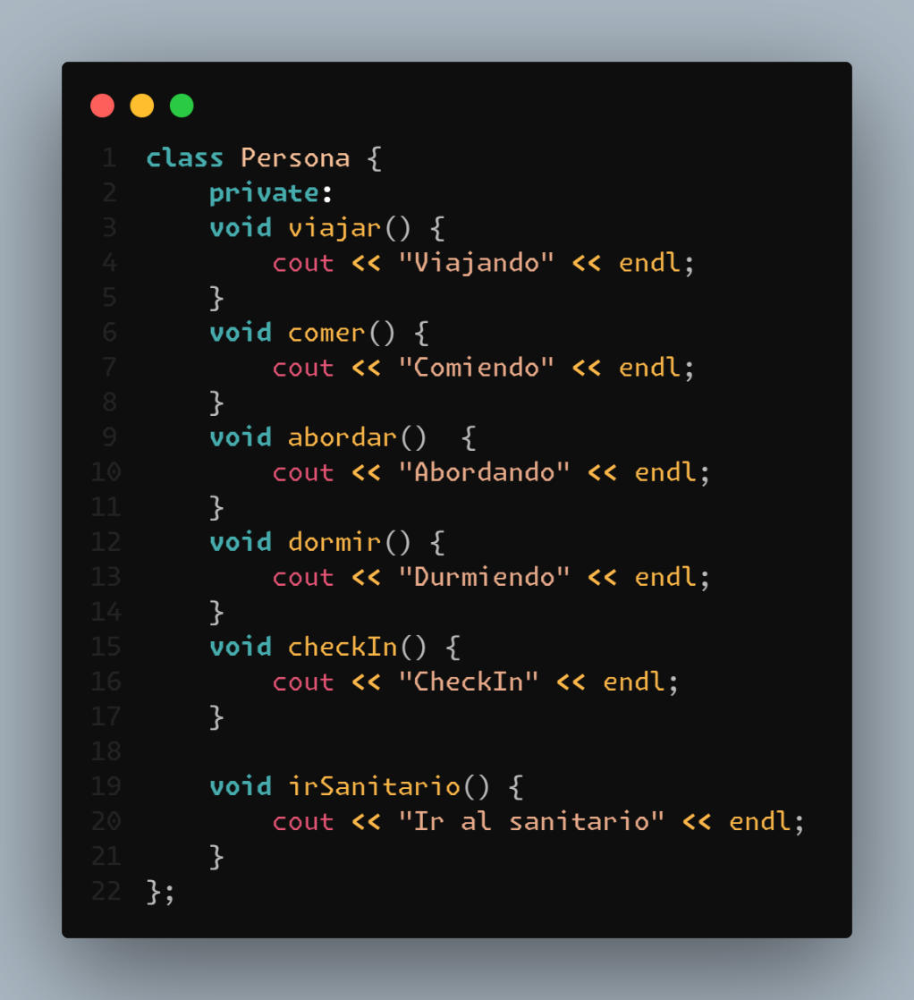 1 class Persona {
2     private:
3     void viajar() {
4         cout << "Viajando" << endl;
5     }
6     void comer() {
7         cout << "Comiendo" << endl;
8     }
9     void abordar()  {
10         cout << "Abordando" << endl;
11     }
12     void dormir() {
13         cout << "Durmiendo" << endl;
14     }
15     void checkIn() {
16         cout << "CheckIn" << endl;
17     }
18
19     void irSanitario() {
20         cout << "Ir al sanitario" << endl;
21     }
22 };